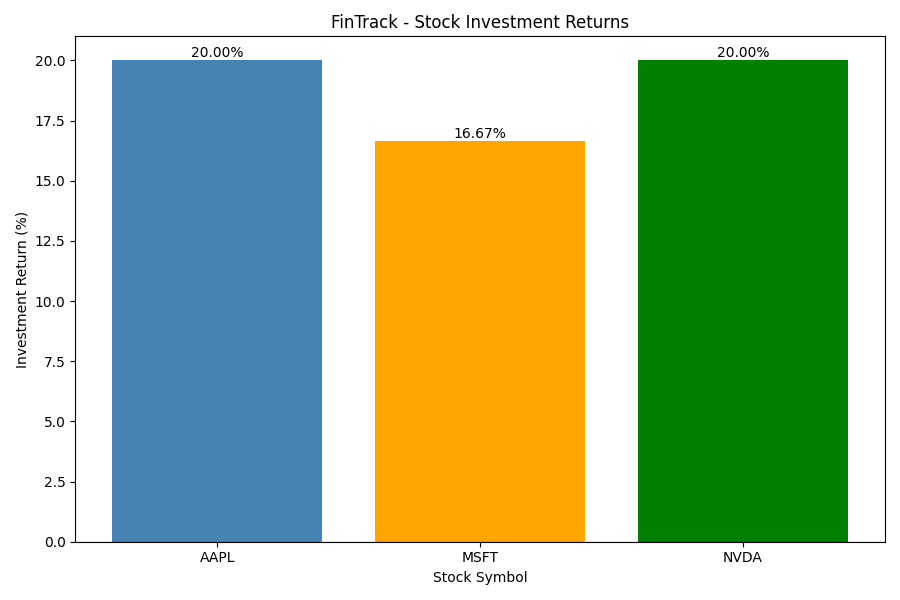 FinTrack - Stock Investment Returns
20.00%
16.67%
20.00%
Investment Return (%)
20.0
17.5
15.0
12.5
10.0
7.5
5.0
2.5
0.0
AAPL
MSFT
NVDA
Stock Symbol